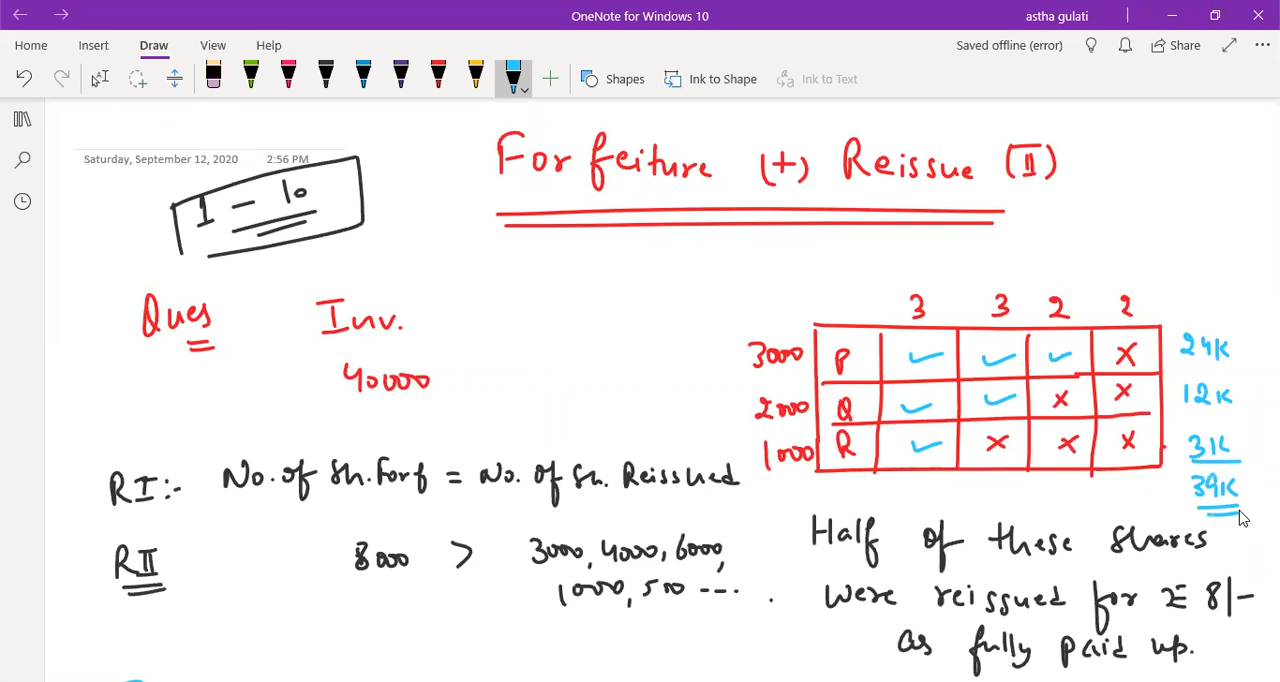 OneNote for Windows 10
astha gulati
Home Insert Draw View Help
Saved offline (error) Share
Shapes Ink to Shape Ink to Text
Saturday, September 12, 2020 2:56 PM
I - 10
Forfeiture (+) Reissue (II)
Ques Inv.
40000
3 3 2 2
3000 P ✓ ✓ ✓ X 24K
2000 Q ✓ ✓ X X 12K
1000 R ✓ X X X 3K
39K
RI:- No. of Sh. Forf = No. of Sh. Reissued
RII 8000 > 3000, 4000, 6000,
1000, 500 ---- .
Half of these shares
were reissued for ₹ 8/-
as fully paid up.